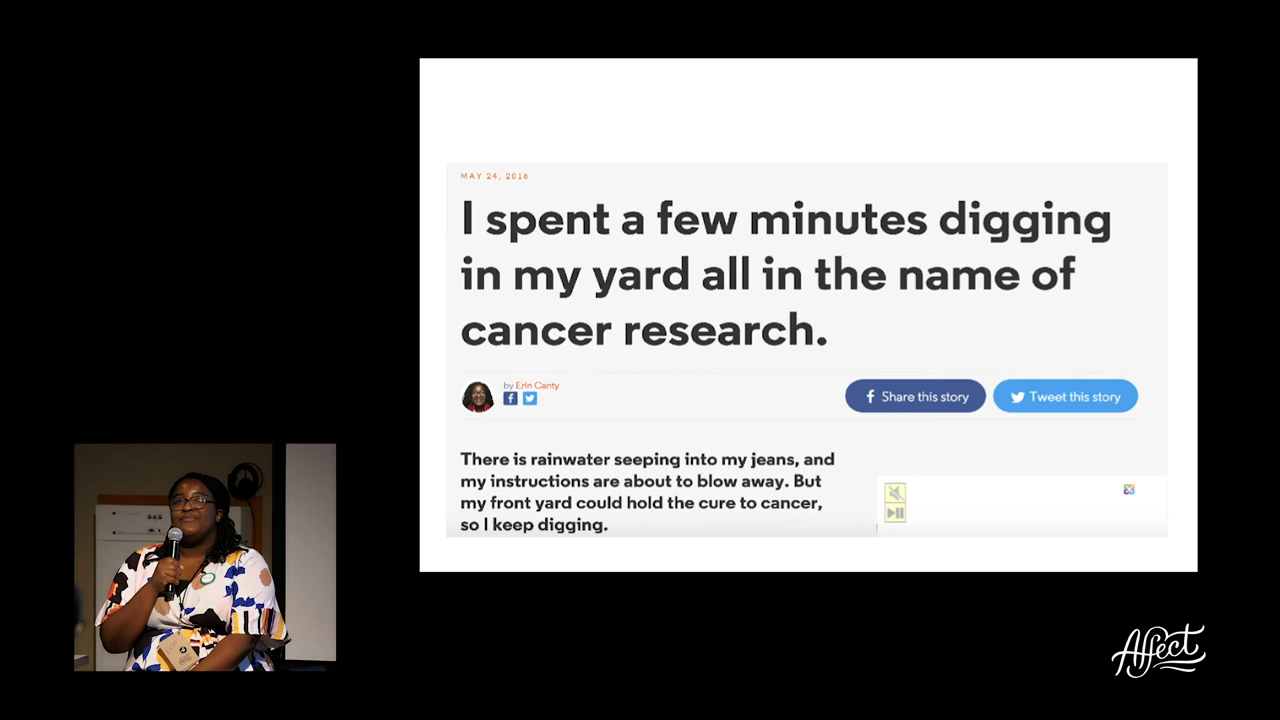 MAY 24, 2016
I spent a few minutes digging
in my yard all in the name of
cancer research.
by Erin Canty
Share this story
Tweet this story
There is rainwater seeping into my jeans, and
my instructions are about to blow away. But
my front yard could hold the cure to cancer,
so I keep digging.
Affect